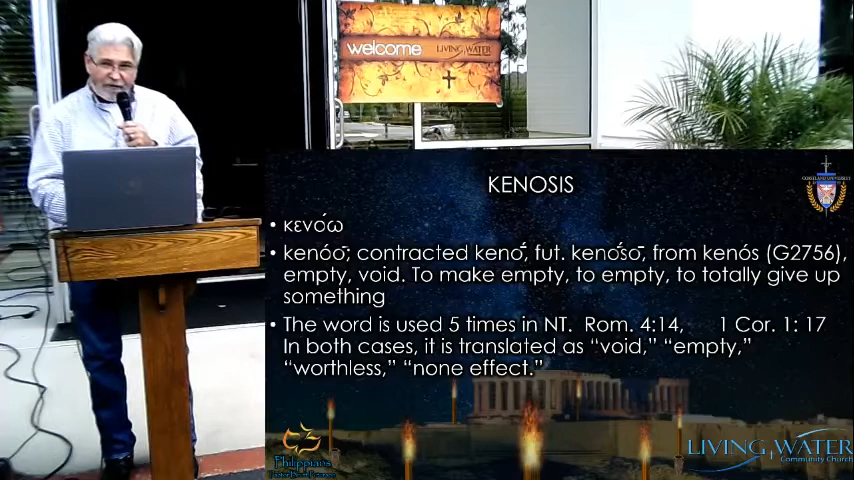 welcome
LIVING WATER
KENOSIS
• κενόω
• kenóō; contracted kenṓ, fut. kenṓsō, from kenós (G2756),
empty, void. To make empty, to empty, to totally give up
something
• The word is used 5 times in NT. Rom. 4:14, 1 Cor. 1: 17
In both cases, it is translated as “void,” “empty,”
“worthless,” “none effect.”
Philippians
LIVING WATER
Community Church